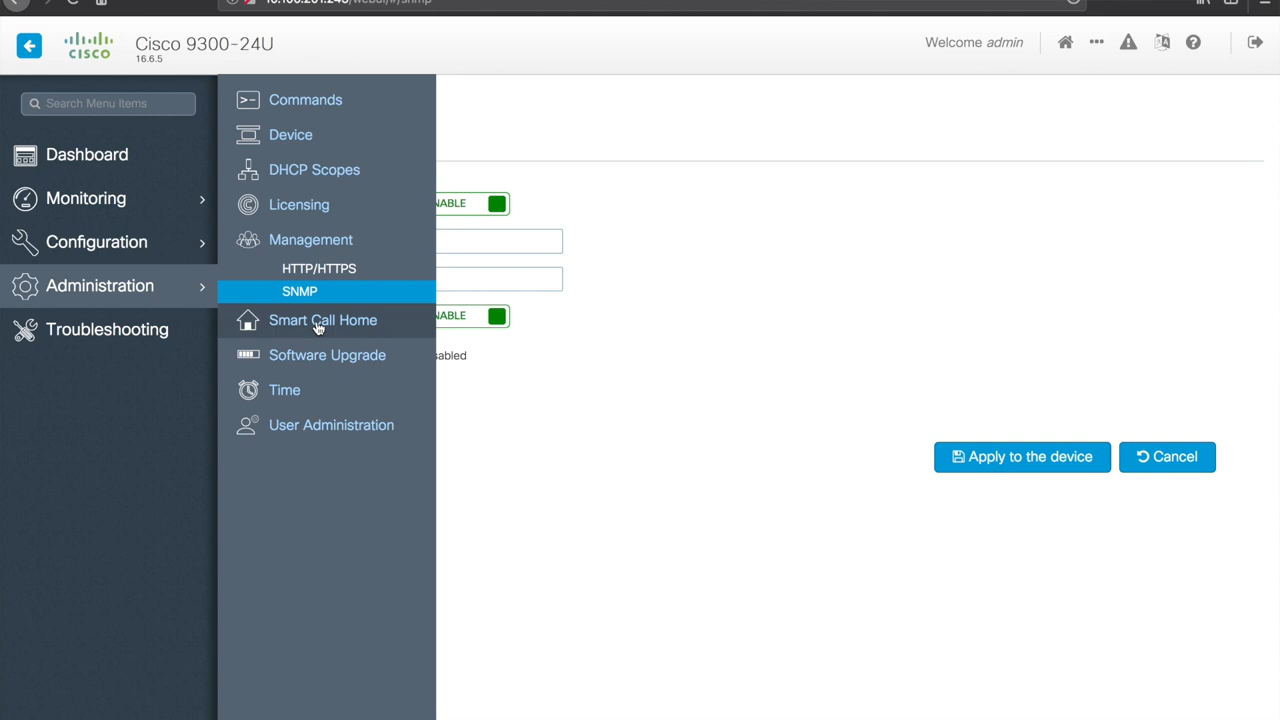 CISCO
Cisco 9300-24U
16.6.5
Welcome admin
Search Menu Items
Dashboard
Monitoring
Configuration
Administration
Troubleshooting
Commands
Device
DHCP Scopes
Licensing
Management
HTTP/HTTPS
SNMP
Smart Call Home
Software Upgrade
Time
User Administration
NABLE
NABLE
sabled
Apply to the device
Cancel